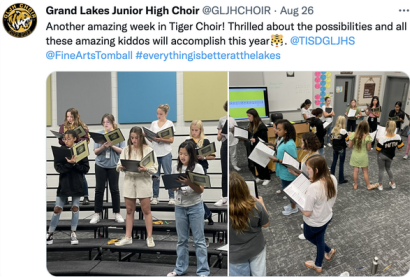 Grand Lakes Junior High Choir @GLJHCHOIR · Aug 26
Another amazing week in Tiger Choir! Thrilled about the possibilities and all
these amazing kiddos will accomplish this year🐯. @TISDGLJHS
@FineArtsTomball #everythingisbetteratthelakes